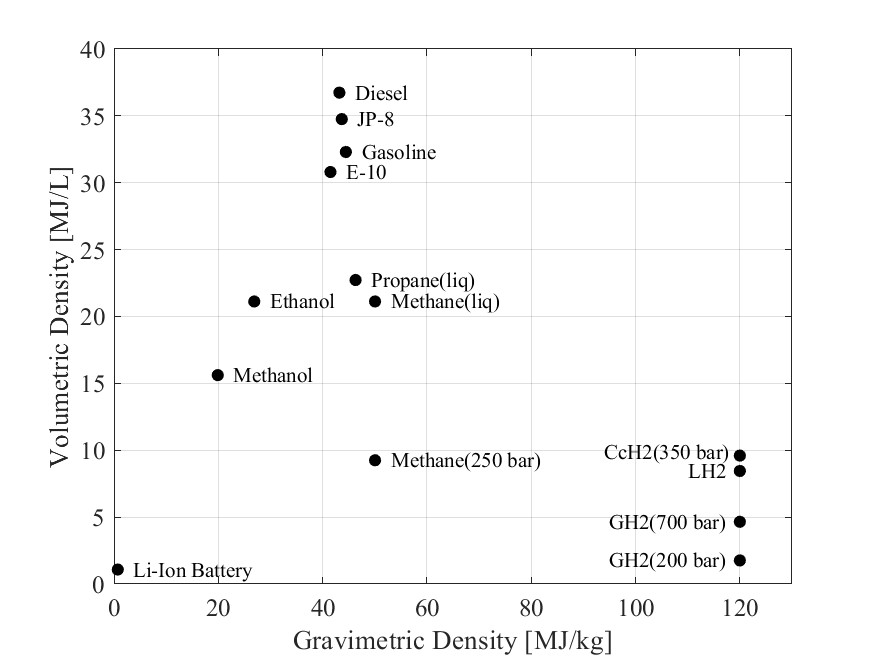 40
Diesel
35
JP-8
Gasoline
E-10
30
25
Propane(liq)
Ethanol
Methane(liq)
20
Methanol
15
10
CcH2(350 bar)
Methane(250 bar)
LH2
5
GH2(700 bar)
GH2(200 bar)
Li-Ion Battery
0
0 20 40 60 80 100 120
Gravimetric Density [MJ/kg]
Volumetric Density [MJ/L]